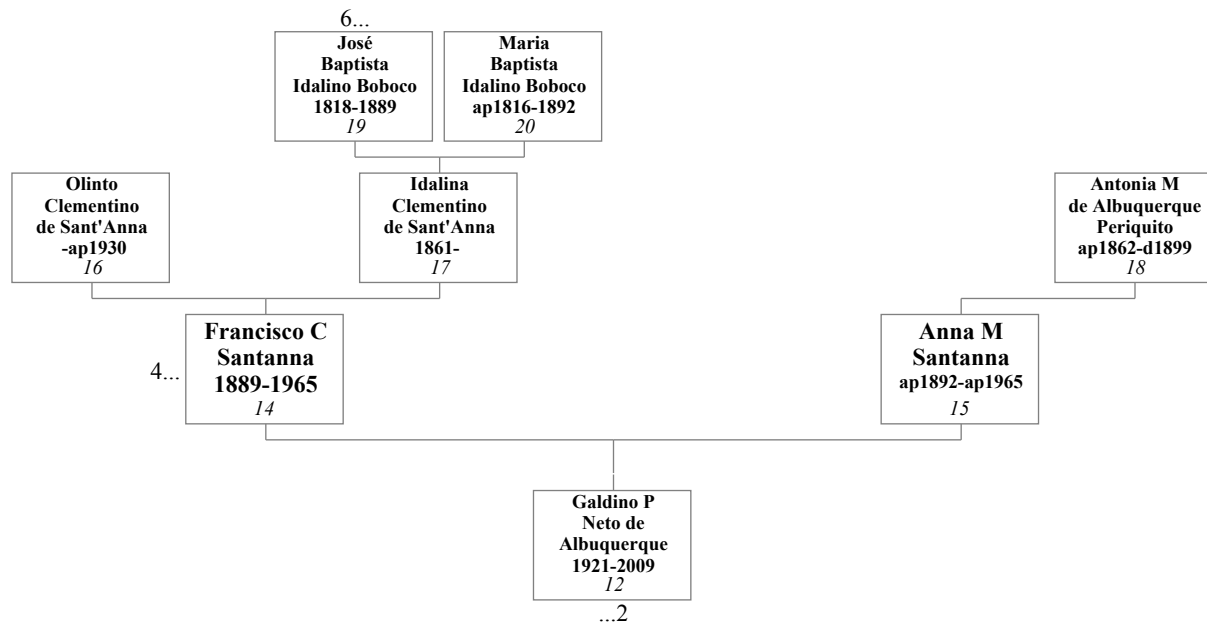 6...
José
Baptista
Idalino Boboco
1818-1889
19
Maria
Baptista
Idalino Boboco
ap1816-1892
20
Olinto
Clementino
de Sant'Anna
-ap1930
16
Idalina
Clementino
de Sant'Anna
1861-
17
Antonia M
de Albuquerque
Periquito
ap1862-d1899
18
4...
Francisco C
Santanna
1889-1965
14
Anna M
Santanna
ap1892-ap1965
15
Galdino P
Neto de
Albuquerque
1921-2009
12
...2